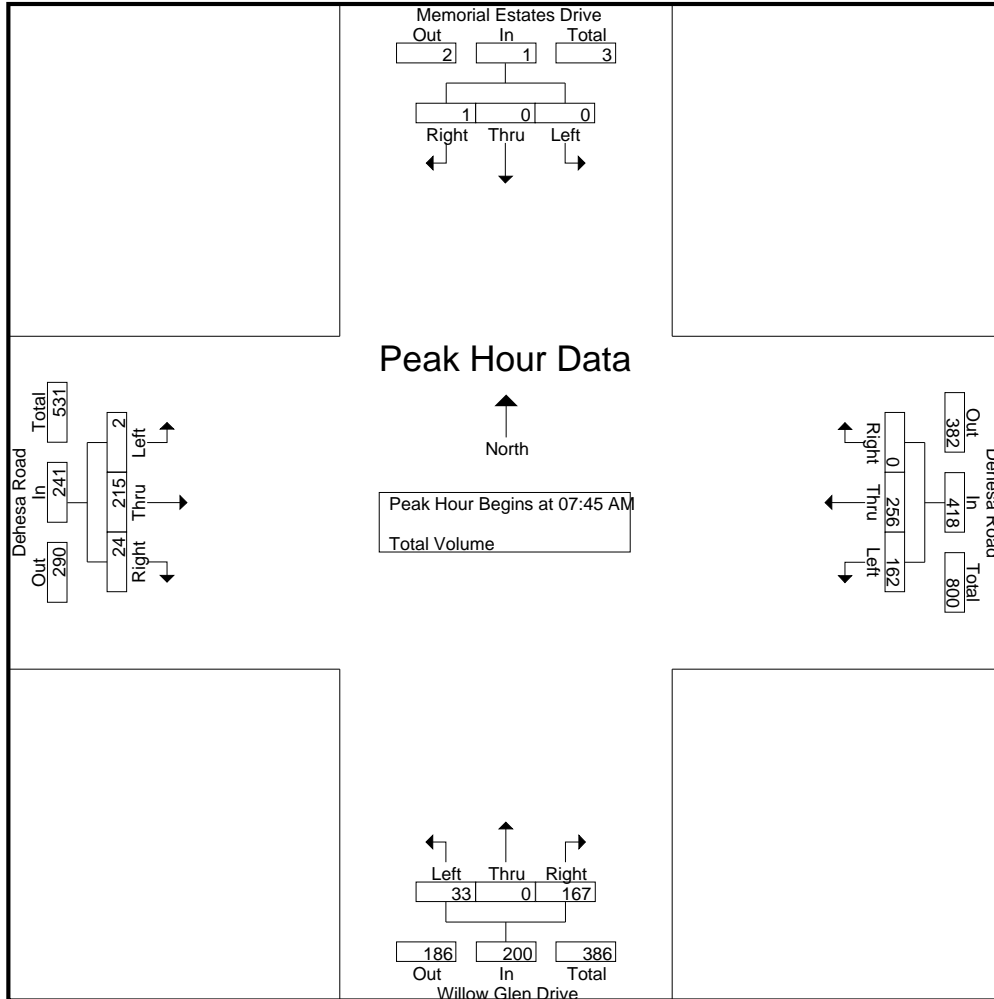 Memorial Estates Drive
Out In Total
2 1 3
1 0 0
Right Thru Left
Peak Hour Data
North
Peak Hour Begins at 07:45 AM
Total Volume
Dehesa Road
Total In Out
531 241 290
2 215 24
Left Thru Right
Right Thru Left
0 256 162
Out In Total
382 418 800
Dehesa Road
Left Thru Right
33 0 167
186 200 386
Out In Total
Willow Glen Drive